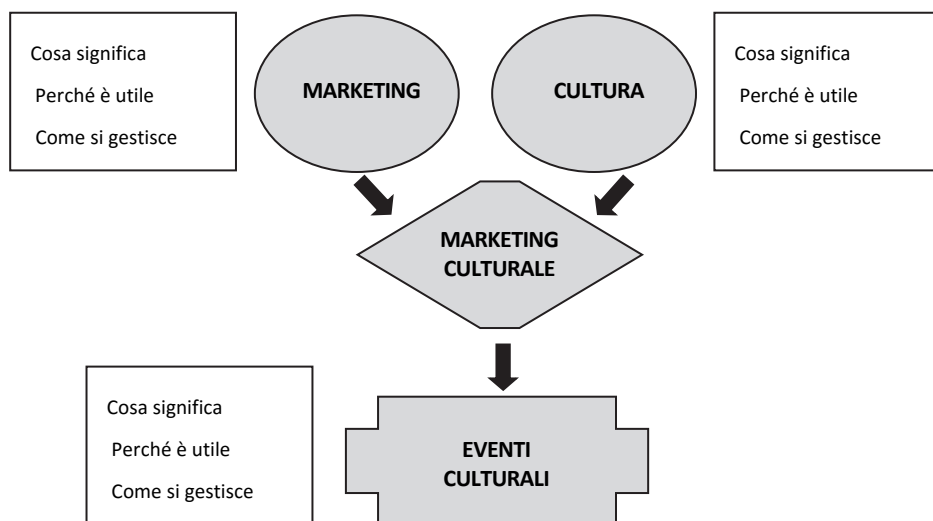 Cosa significa
Perché è utile
Come si gestisce
MARKETING
CULTURA
Cosa significa
Perché è utile
Come si gestisce
MARKETING
CULTURALE
Cosa significa
Perché è utile
Come si gestisce
EVENTI
CULTURALI